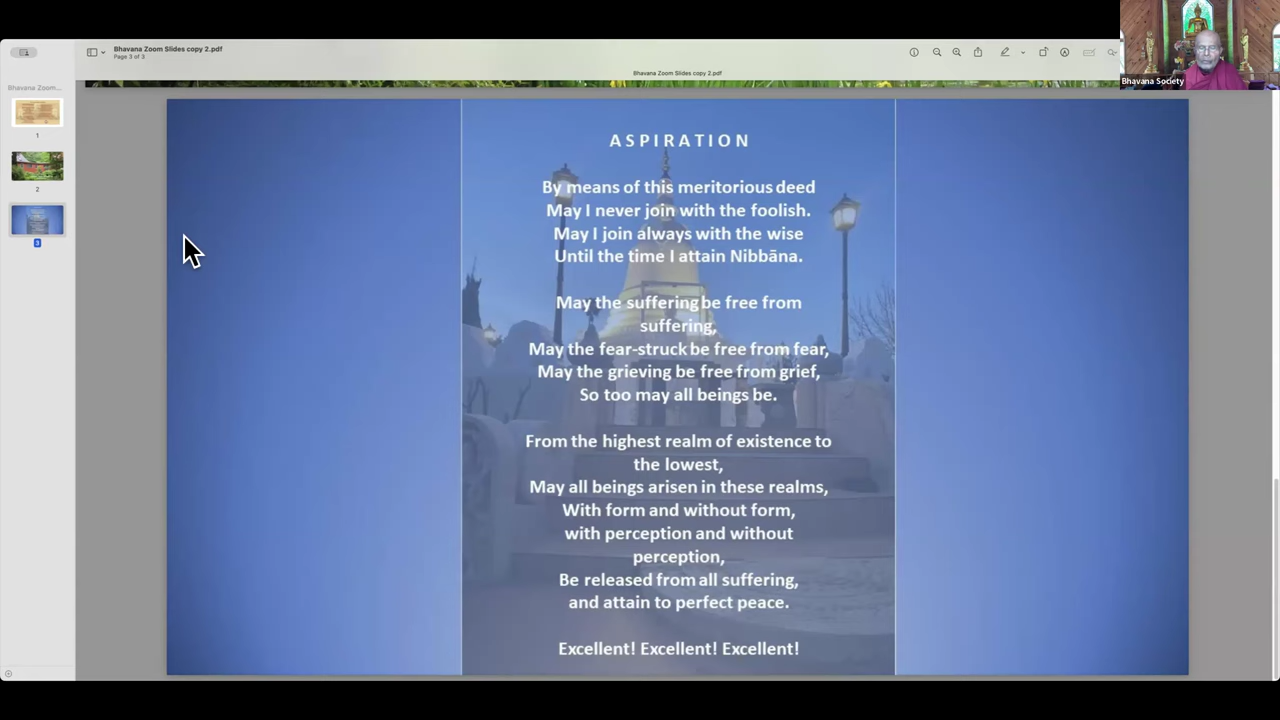 Bhavana Zoom Slides copy 2.pdf
Page 3 of 3
Bhavana Zoom Slides copy 2.pdf
Bhavana Society
Bhavana Zoom...
1
2
3
ASPIRATION
By means of this meritorious deed
May I never join with the foolish.
May I join always with the wise
Until the time I attain Nibbāna.
May the suffering be free from
suffering,
May the fear-struck be free from fear,
May the grieving be free from grief,
So too may all beings be.
From the highest realm of existence to
the lowest,
May all beings arisen in these realms,
With form and without form,
with perception and without
perception,
Be released from all suffering,
and attain to perfect peace.
Excellent! Excellent! Excellent!